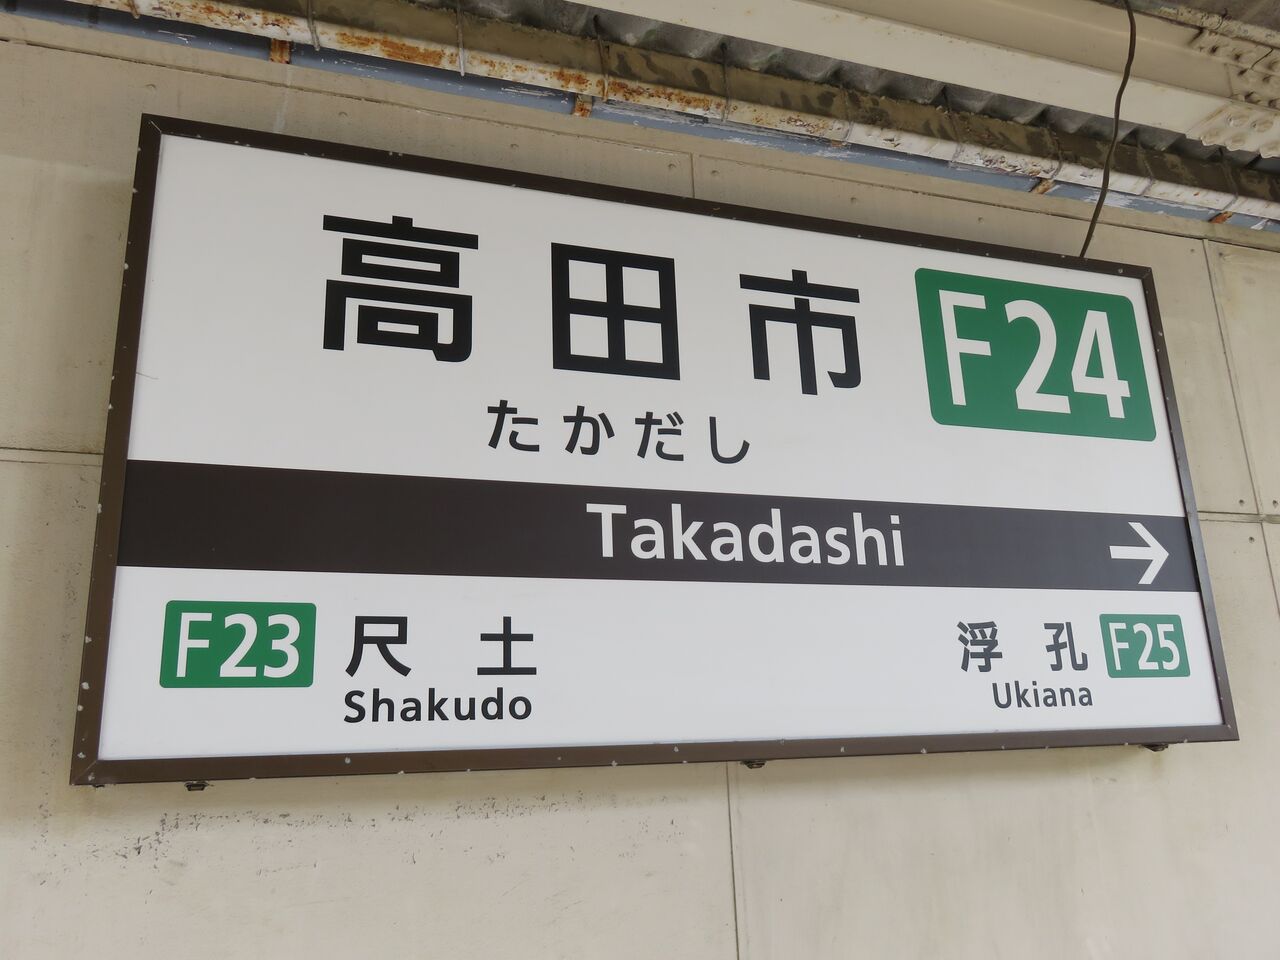 高田市 F24
たかだし
Takadashi →
F23 尺土 浮孔 F25
Shakudo Ukiana